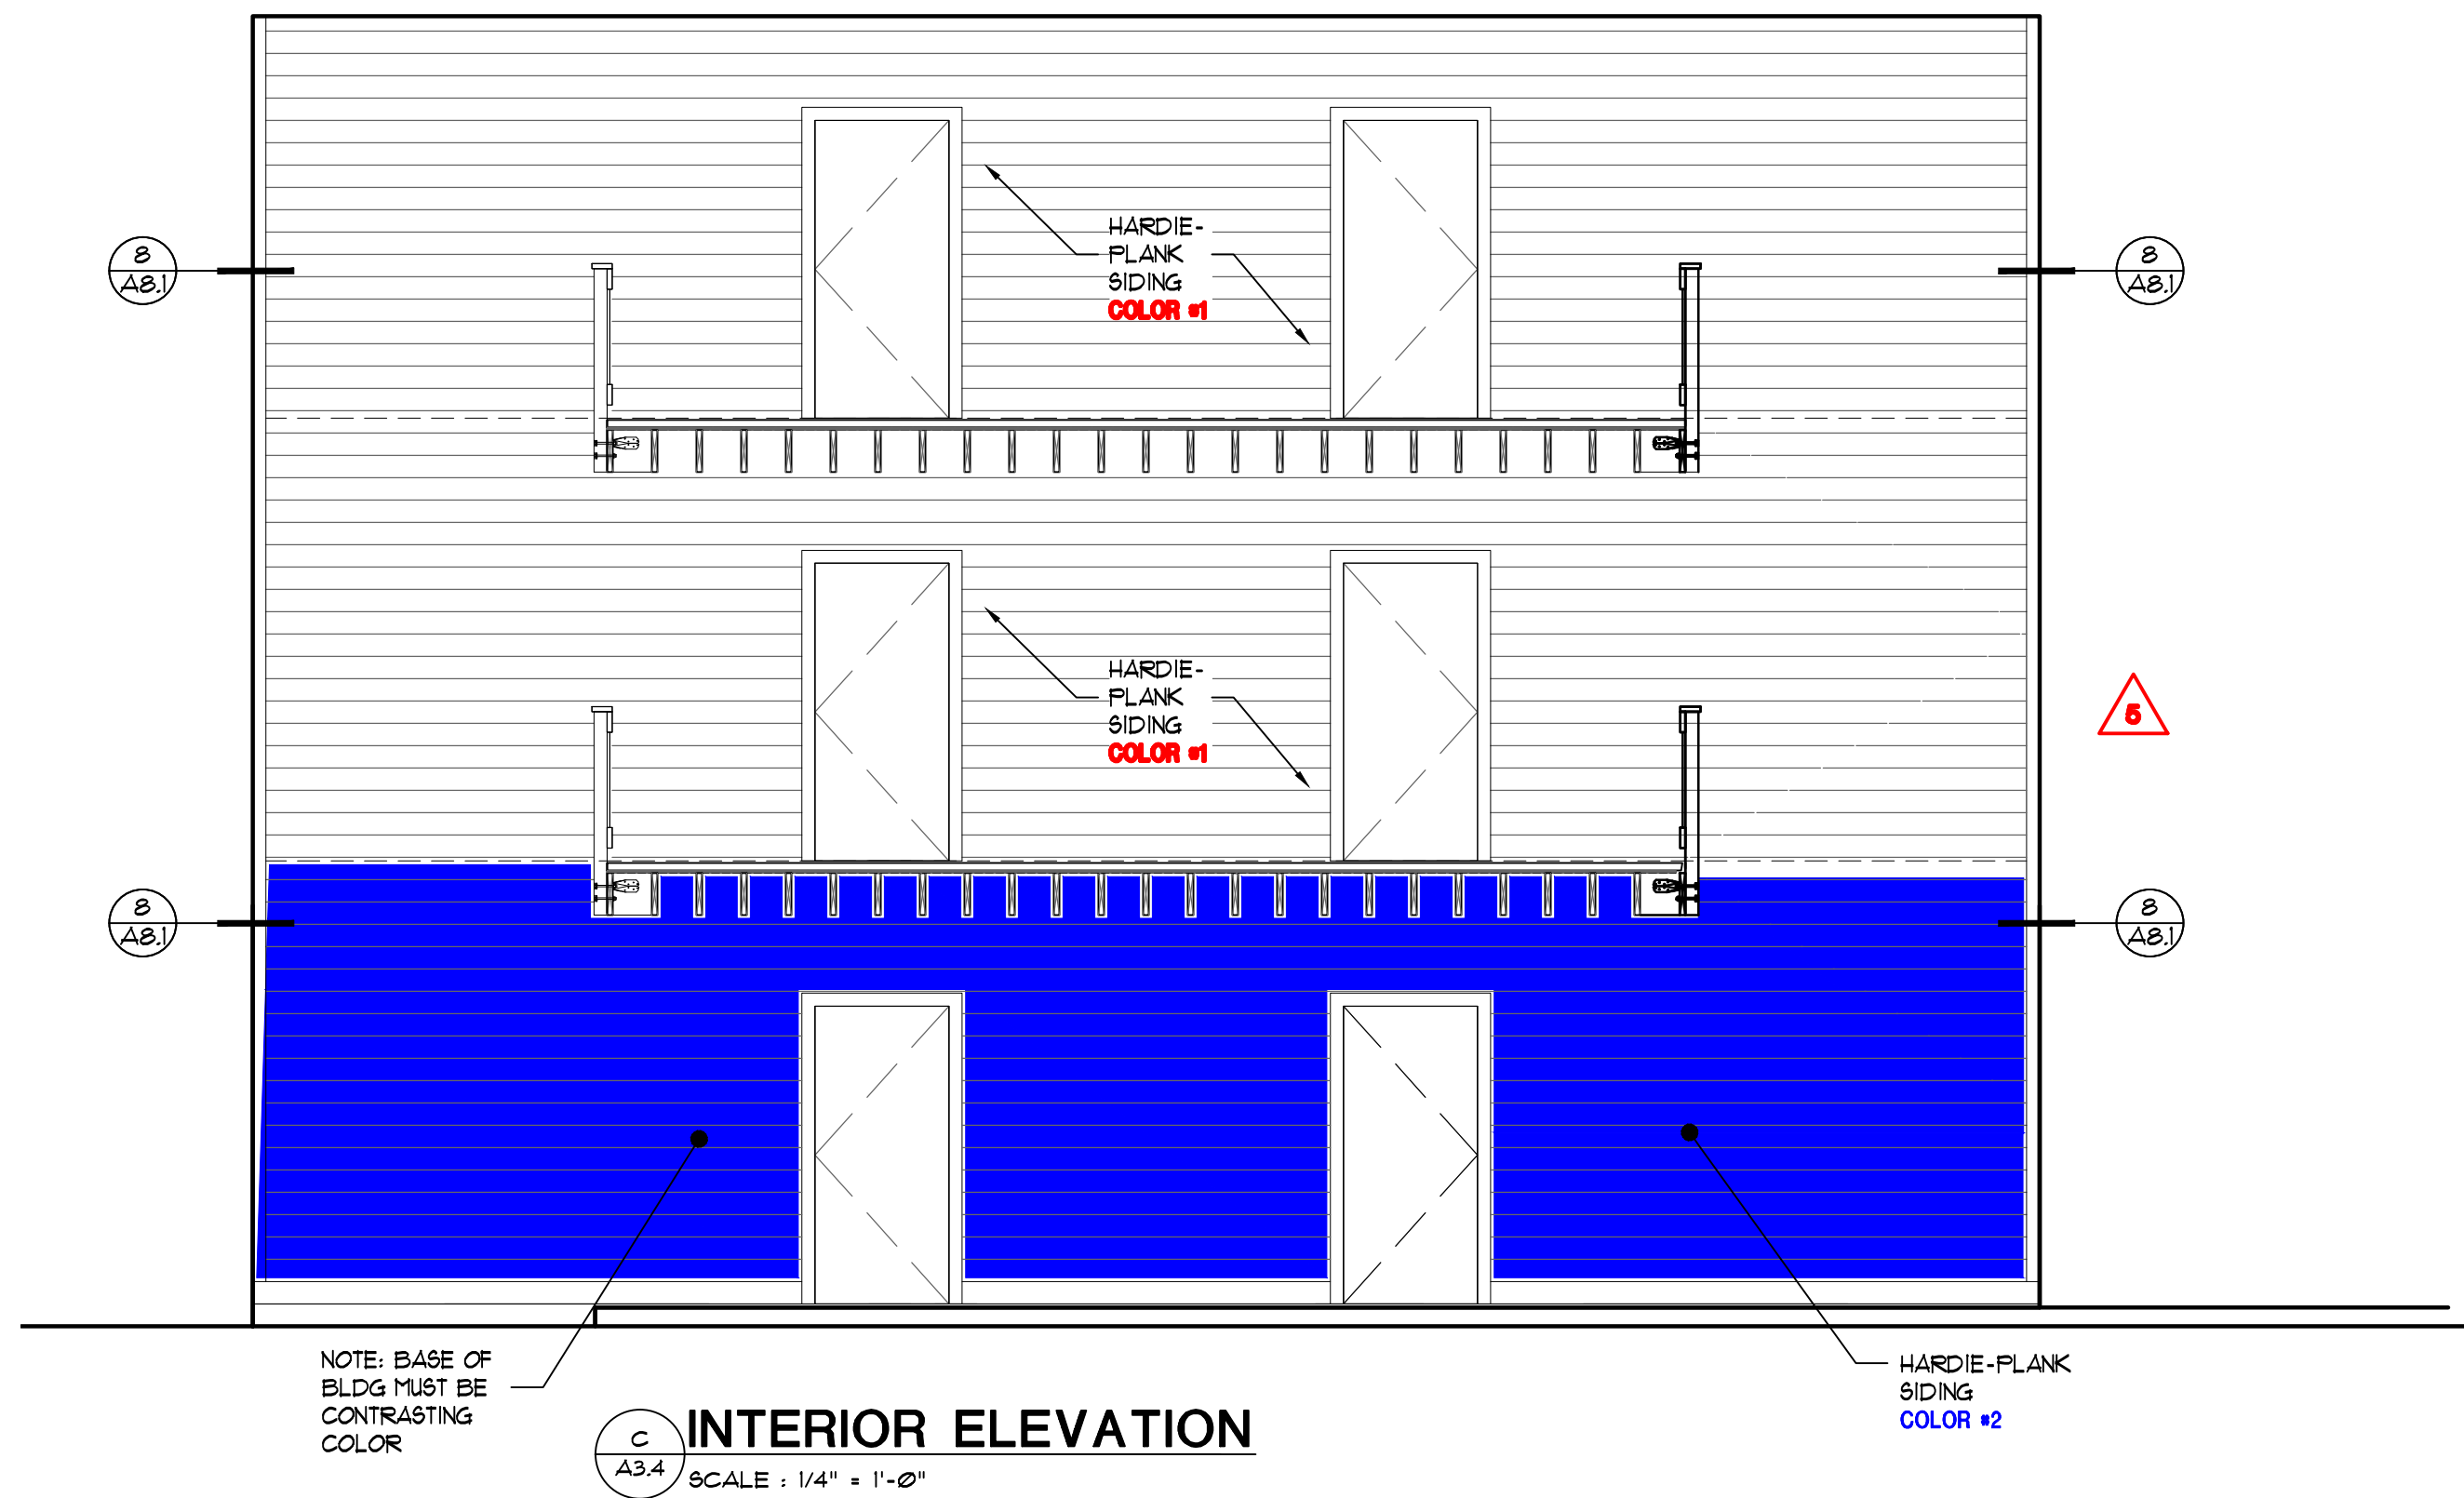 HARDIE-
PLANK
SIDING
COLOR #1
8
A8.1
8
A8.1
HARDIE-
PLANK
SIDING
COLOR #1
5
8
A8.1
8
A8.1
NOTE: BASE OF
BLDG MUST BE
CONTRASTING
COLOR
HARDIE-PLANK
SIDING
COLOR #2
C
A3.4
INTERIOR ELEVATION
SCALE : 1/4" = 1'-0"